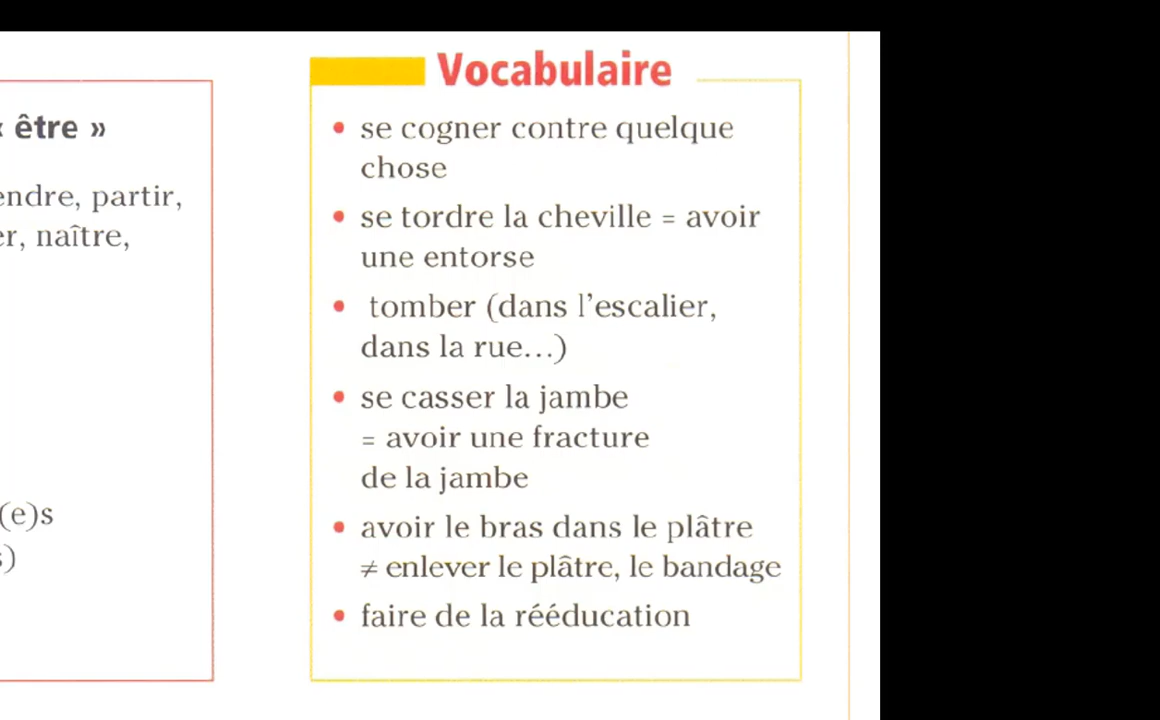 « être »
endre, partir,
er, naître,
(e)s
s)
Vocabulaire
• se cogner contre quelque
chose
• se tordre la cheville = avoir
une entorse
• tomber (dans l'escalier,
dans la rue…)
• se casser la jambe
= avoir une fracture
de la jambe
• avoir le bras dans le plâtre
≠ enlever le plâtre, le bandage
• faire de la rééducation